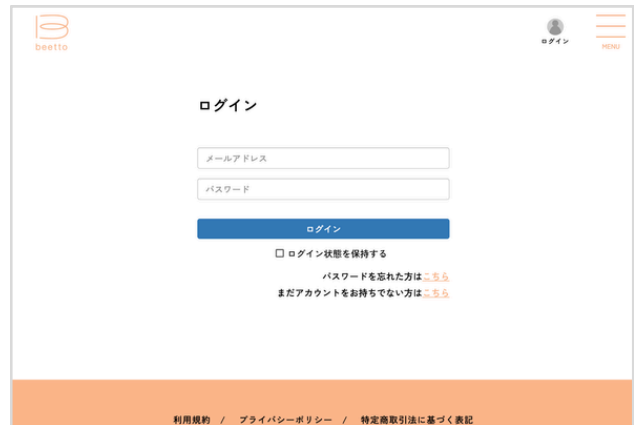 beetto
ログイン
MENU
ログイン
メールアドレス
パスワード
ログイン
ログイン状態を保持する
パスワードを忘れた方はこちら
まだアカウントをお持ちでない方はこちら
利用規約 / プライバシーポリシー / 特定商取引法に基づく表記